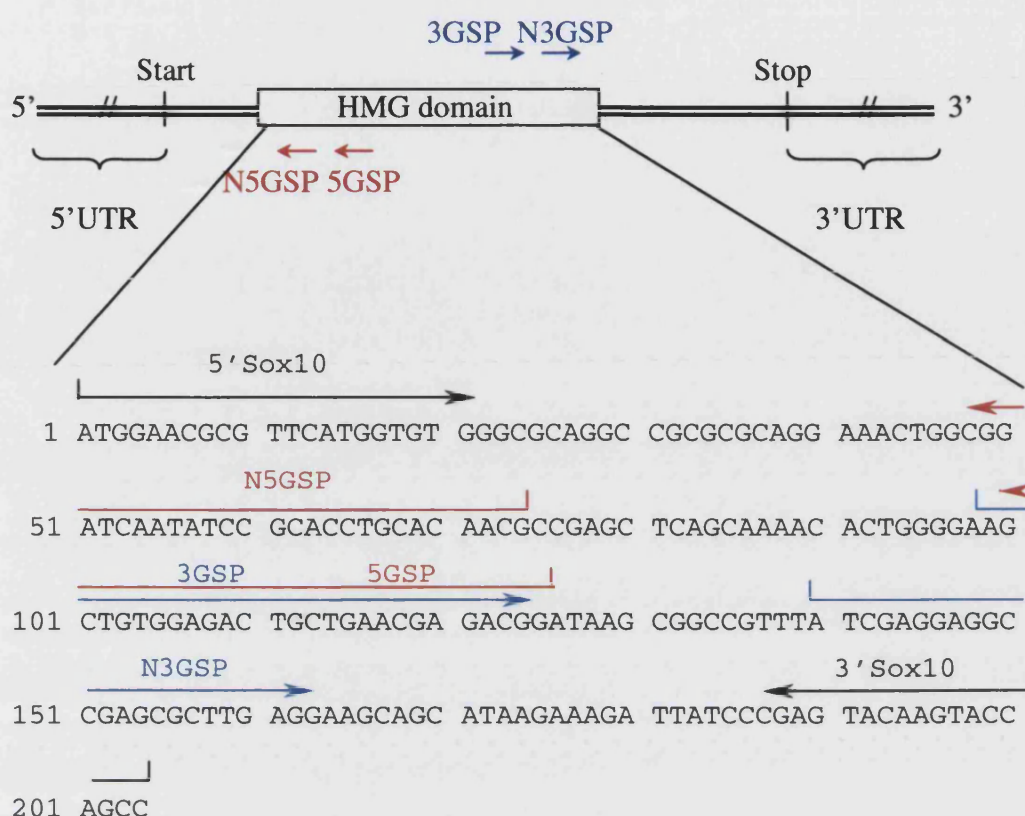 3GSP N3GSP
Start Stop
5' HMG domain 3'
N5GSP 5GSP
5'UTR 3'UTR
5'Sox10
1 ATGGAACGCG TTCATGGTGT GGGCGCAGGC CGCGCGCAGG AAACTGGCGG
N5GSP
51 ATCAATATCC GCACCTGCAC AACGCCGAGC TCAGCAAAAC ACTGGGGAAG
3GSP 5GSP
101 CTGTGGAGAC TGCTGAACGA GACGGATAAG CGGCCGTTTA TCGAGGAGGC
N3GSP 3'Sox10
151 CGAGCGCTTG AGGAAGCAGC ATAAGAAAGA TTATCCCGAG TACAAGTACC
201 AGCC